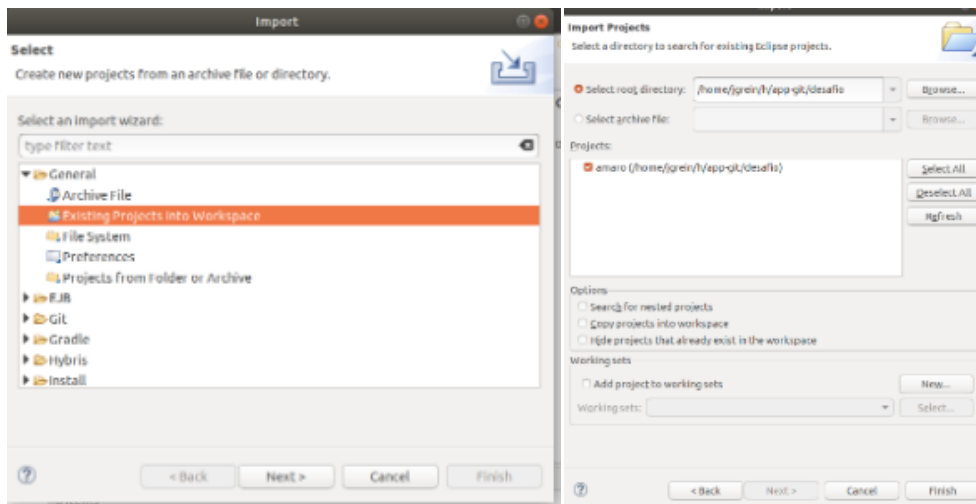 Import
Select
Create new projects from an archive file or directory.
Select an import wizard:
type filter text
General
Archive File
Existing Projects into Workspace
File System
Preferences
Projects from Folder or Archive
EJB
Git
Gradle
Hybris
Install
< Back
Next >
Cancel
Finish
Import Projects
Select a directory to search for existing Eclipse projects.
Select root directory: /home/jgrein/h/app-git/desafio Browse...
Select archive file: Browse...
Projects:
amaro (/home/jgrein/h/app-git/desafio)
Select All
Deselect All
Refresh
Options
Search for nested projects
Copy projects into workspace
Hide projects that already exist in the workspace
Working sets
Add project to working sets New...
Working sets: Select...
< Back
Next >
Cancel
Finish